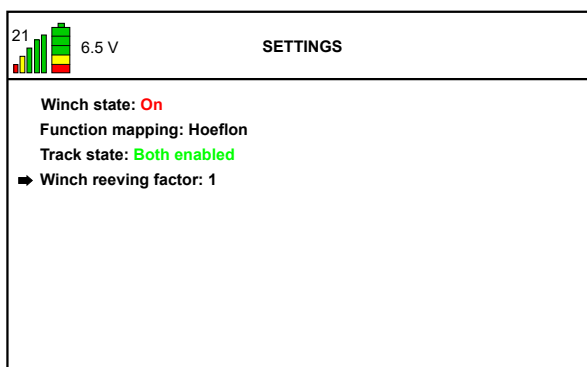 21
6.5 V
SETTINGS
Winch state: On
Function mapping: Hoeflon
Track state: Both enabled
Winch reeving factor: 1